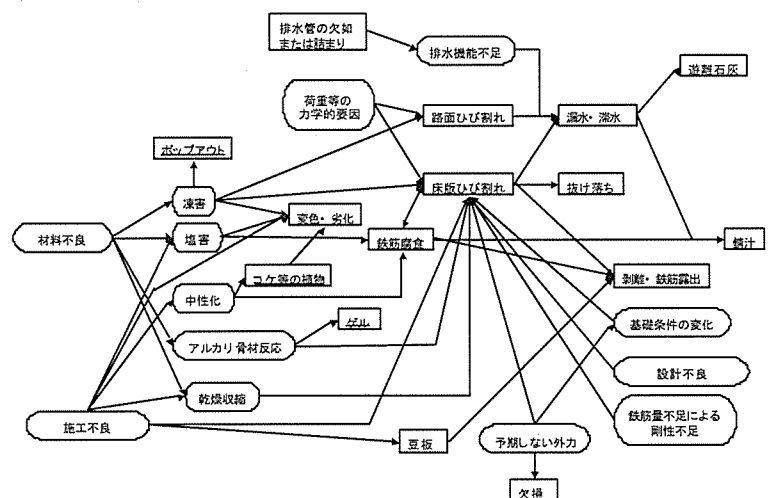 排水管の欠如
または詰まり
排水機能不足
遊離石灰
荷重等の
力学的要因
路面ひび割れ
漏水・滞水
ポップアウト
床版ひび割れ
抜け落ち
凍害
変色・劣化
材料不良
塩害
鉄筋腐食
錆汁
コケ等の植物
剥離・鉄筋露出
中性化
ゲル
基礎条件の変化
アルカリ骨材反応
設計不良
乾燥収縮
鉄筋量不足による
剛性不足
施工不良
豆板
予期しない外力
欠損